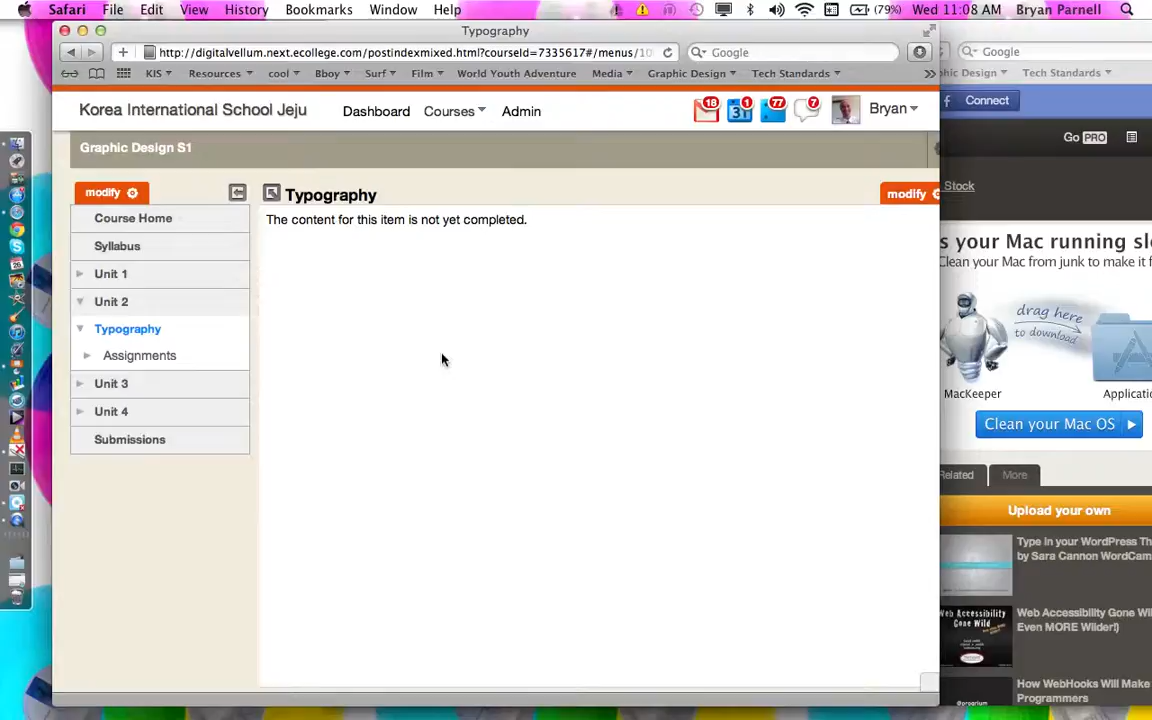 Safari File Edit View History Bookmarks Window Help (79%) Wed 11:08 AM Bryan Parnell
Typography
http://digitalvellum.next.ecollege.com/postindexmixed.html?courseId=7335617#/menus/10 Google
Google
KIS Resources cool Bboy Surf Film World Youth Adventure Media Graphic Design Tech Standards
phic Design Tech Standards
Korea International School Jeju Dashboard Courses Admin 18 31 1 77 7 Bryan
Connect
Go PRO
Graphic Design S1
Stock
modify
Typography
modify
Course Home
The content for this item is not yet completed.
Syllabus
Unit 1
Unit 2
Typography
Assignments
Unit 3
Unit 4
Submissions
s your Mac running sl
Clean your Mac from junk to make it f
drag here
to download
MacKeeper
Applicatio
Clean your Mac OS
Related More
Upload your own
Type in your WordPress Th
by Sara Cannon WordCam
Web Accessibility
Gone Wild
Web Accessibility Gone Wil
Even MORE Wilder!)
How WebHooks Will Make
Programmers